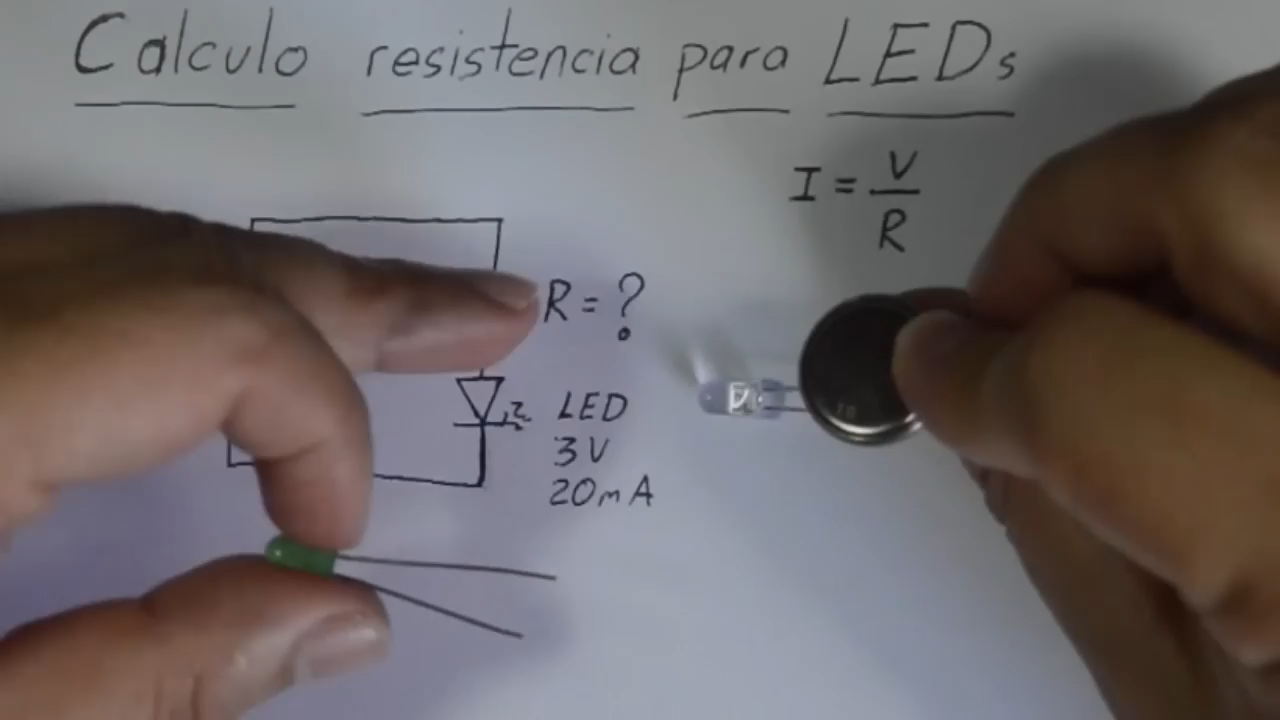 Calculo resistencia para LEDs
I = V
R
R = ?
LED
3V
20mA